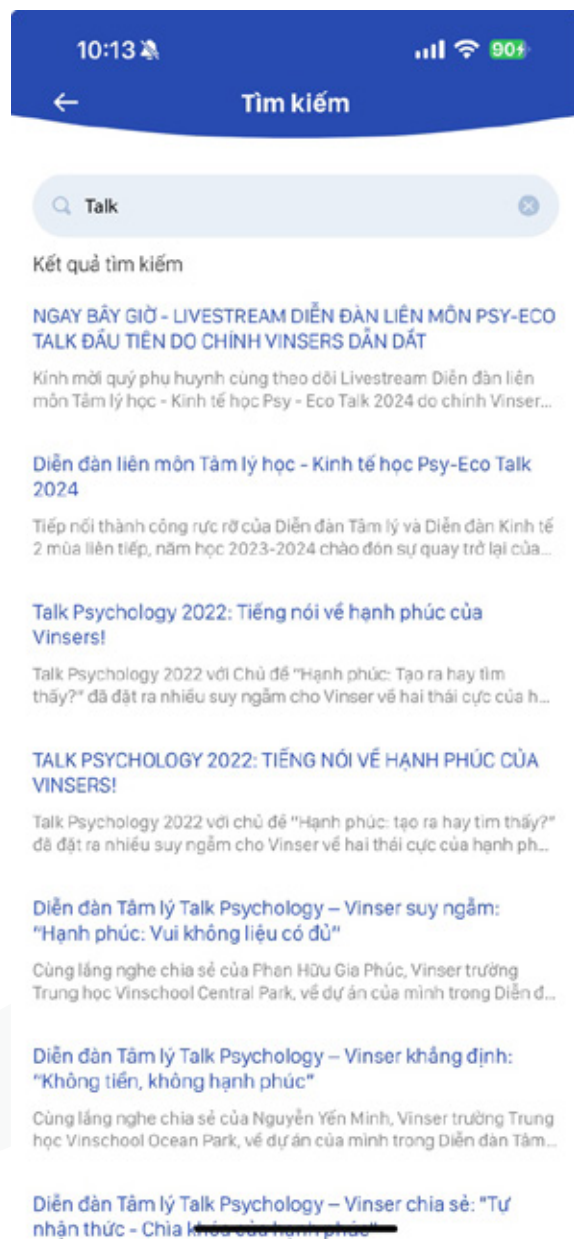 10:13
90
Tìm kiếm
Talk
Kết quả tìm kiếm
NGAY BÂY GIỜ - LIVESTREAM DIỄN ĐÀN LIÊN MÔN PSY-ECO
TALK ĐẦU TIÊN DO CHÍNH VINSERS DẪN DẮT
Kính mời quý phụ huynh cùng theo dõi Livestream Diễn đàn liên
môn Tâm lý học - Kinh tế học Psy - Eco Talk 2024 do chính Vinser...
Diễn đàn liên môn Tâm lý học - Kinh tế học Psy-Eco Talk
2024
Tiếp nối thành công rực rỡ của Diễn đàn Tâm lý và Diễn đàn Kinh tế
2 mùa liên tiếp, năm học 2023-2024 chào đón sự quay trở lại của...
Talk Psychology 2022: Tiếng nói về hạnh phúc của
Vinsers!
Talk Psychology 2022 với Chủ đề "Hạnh phúc: Tạo ra hay tìm
thấy?" đã đặt ra nhiều suy ngẫm cho Vinser về hai thái cực của h...
TALK PSYCHOLOGY 2022: TIẾNG NÓI VỀ HẠNH PHÚC CỦA
VINSERS!
Talk Psychology 2022 với chủ đề "Hạnh phúc: tạo ra hay tìm thấy?"
đã đặt ra nhiều suy ngẫm cho Vinser về hai thái cực của hạnh ph...
Diễn đàn Tâm lý Talk Psychology – Vinser suy ngẫm:
"Hạnh phúc: Vui không liệu có đủ"
Cùng lắng nghe chia sẻ của Phan Hữu Gia Phúc, Vinser trường
Trung học Vinschool Central Park, về dự án của mình trong Diễn đ...
Diễn đàn Tâm lý Talk Psychology – Vinser khẳng định:
"Không tiền, không hạnh phúc"
Cùng lắng nghe chia sẻ của Nguyễn Yến Minh, Vinser trường Trung
học Vinschool Ocean Park, về dự án của mình trong Diễn đàn Tâm...
Diễn đàn Tâm lý Talk Psychology – Vinser chia sẻ: "Tự
nhận thức - Chìa khóa của hạnh phúc"